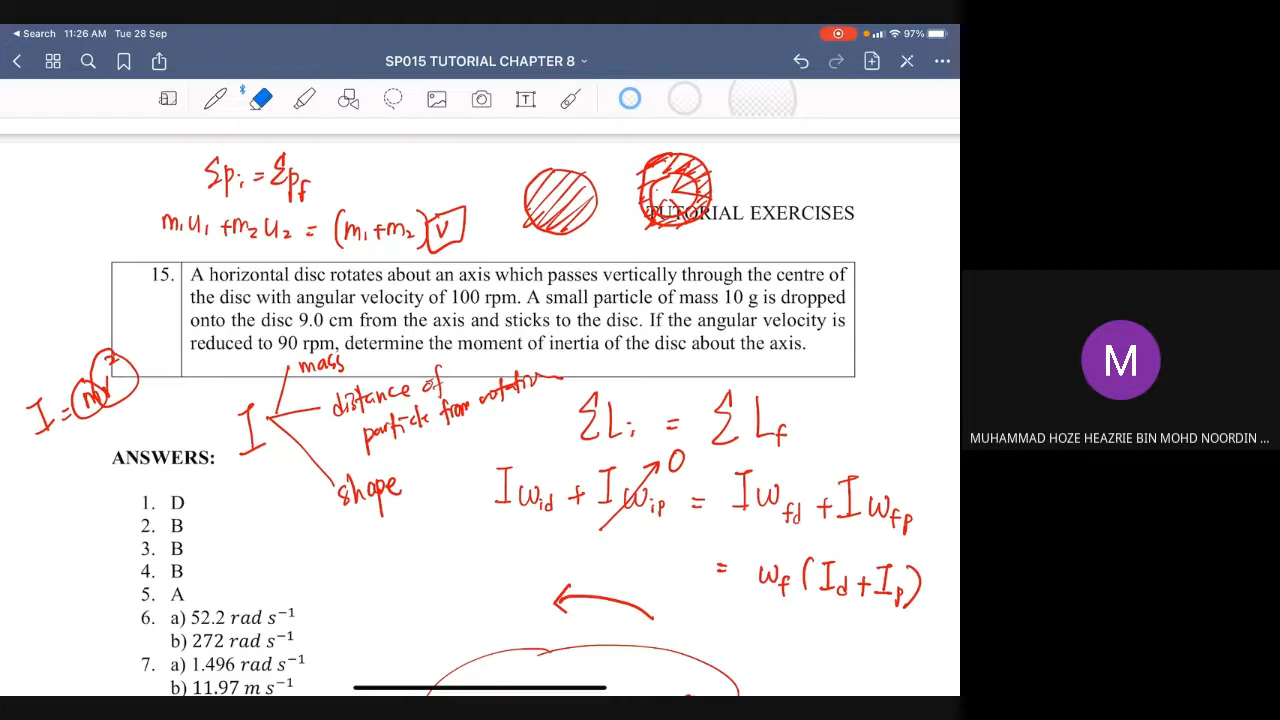 Search 11:26 AM Tue 28 Sep 97%
SP015 TUTORIAL CHAPTER 8
Σpᵢ = Σp_f
m₁u₁ + m₂u₂ = (m₁+m₂) v
TUTORIAL EXERCISES
15. A horizontal disc rotates about an axis which passes vertically through the centre of
the disc with angular velocity of 100 rpm. A small particle of mass 10 g is dropped
onto the disc 9.0 cm from the axis and sticks to the disc. If the angular velocity is
reduced to 90 rpm, determine the moment of inertia of the disc about the axis.
I = mr²
I
mass
distance of
particle from rotation
shape
ΣLᵢ = ΣL_f
Iω_id + Iω_ip 0 = Iω_fd + Iω_fp
= ω_f (I_d + I_p)
ANSWERS:
1. D
2. B
3. B
4. B
5. A
6. a) 52.2 rad s⁻¹
b) 272 rad s⁻¹
7. a) 1.496 rad s⁻¹
b) 11.97 m s⁻¹
M
MUHAMMAD HOZE HEAZRIE BIN MOHD NOORDIN ...